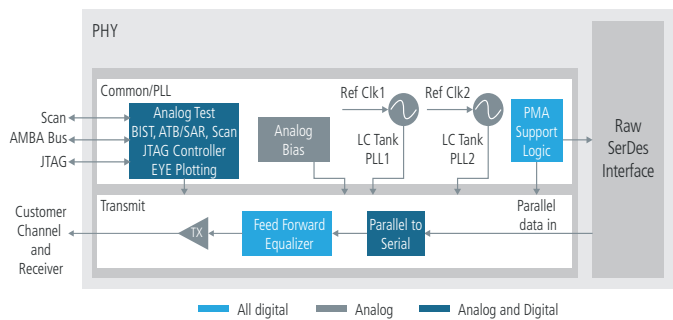 PHY
Common/PLL
Scan
AMBA Bus
JTAG
Analog Test
BIST, ATB/SAR, Scan
JTAG Controller
EYE Plotting
Analog
Bias
Ref Clk1
LC Tank
PLL1
Ref Clk2
LC Tank
PLL2
PMA
Support
Logic
Raw
SerDes
Interface
Transmit
Customer
Channel
and
Receiver
TX
Feed Forward
Equalizer
Parallel to
Serial
Parallel
data in
All digital
Analog
Analog and Digital